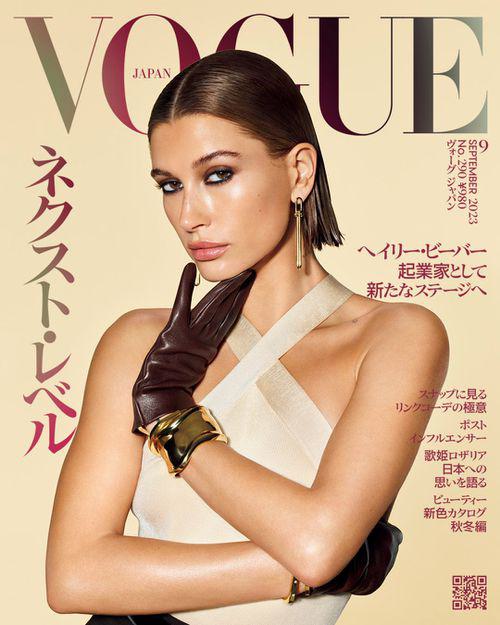 VOGUE
JAPAN
9
SEPTEMBER 2023
No. 290 ¥980
ヴォーグ ジャパン
ネクスト・レベル
ヘイリー・ビーバー
起業家として
新たなステージへ
スナップに見る
リンクコーデの極意
ポスト
インフルエンサー
歌姫ロザリア
日本への
思いを語る
ビューティー
新色カタログ
秋冬編